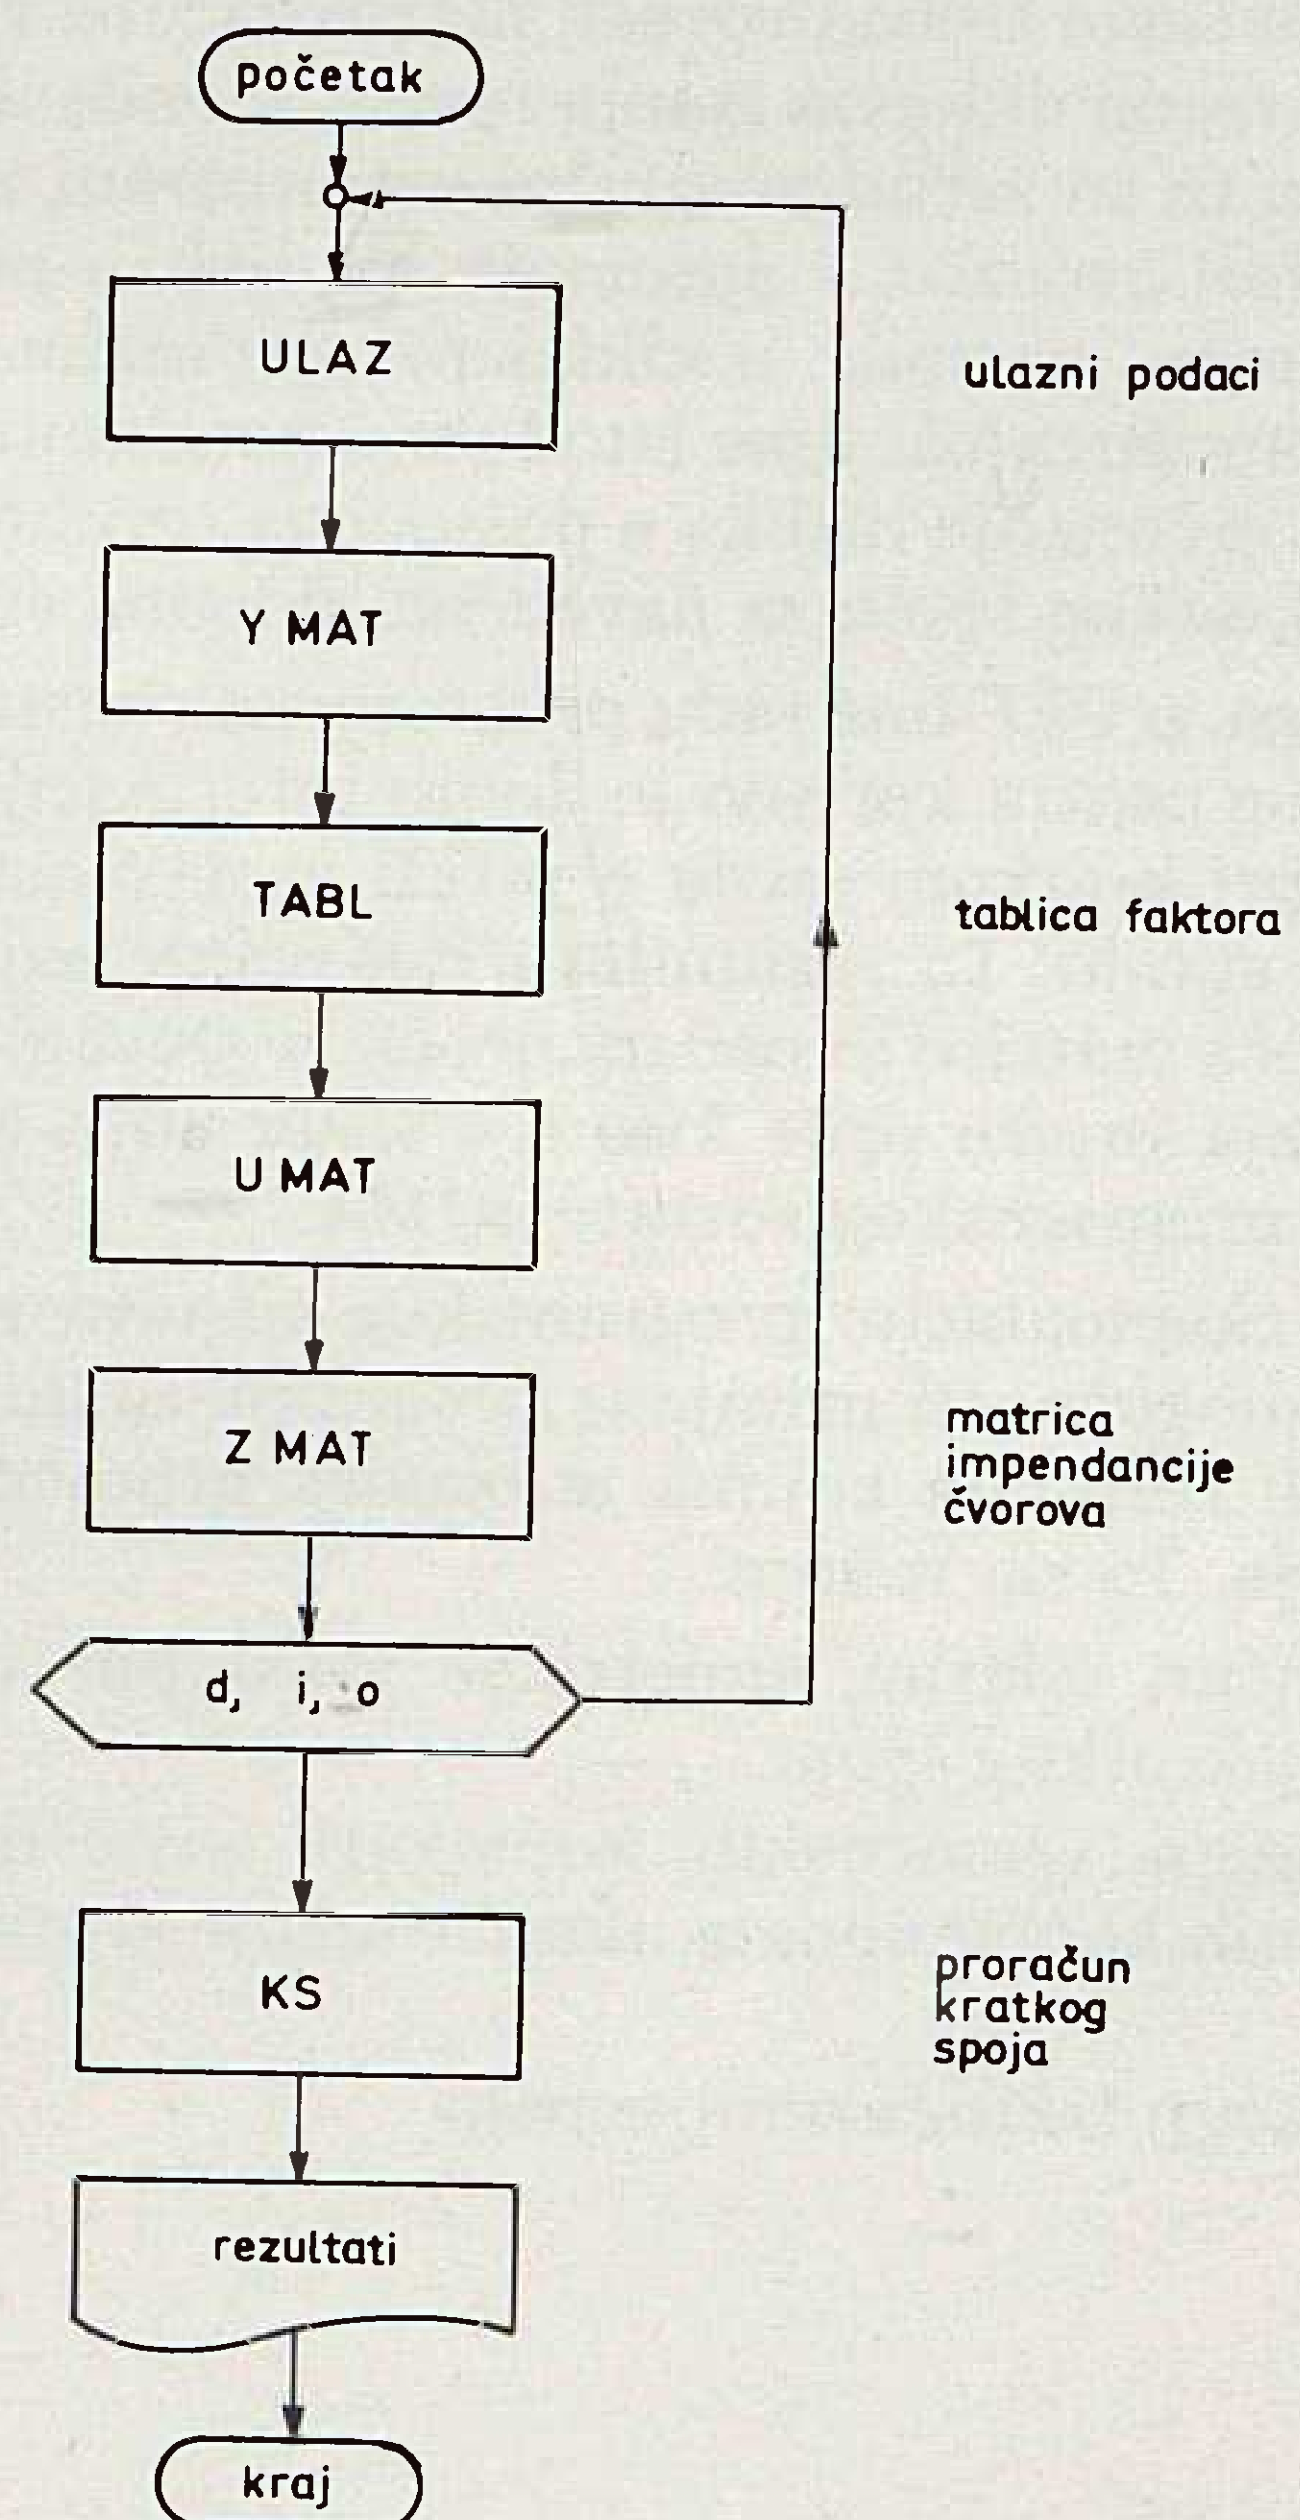 početak
ULAZ
ulazni podaci
Y MAT
TABL
tablica faktora
U MAT
Z MAT
matrica
impendancije
čvorova
d, i, o
KS
proračun
kratkog
spoja
rezultati
kraj